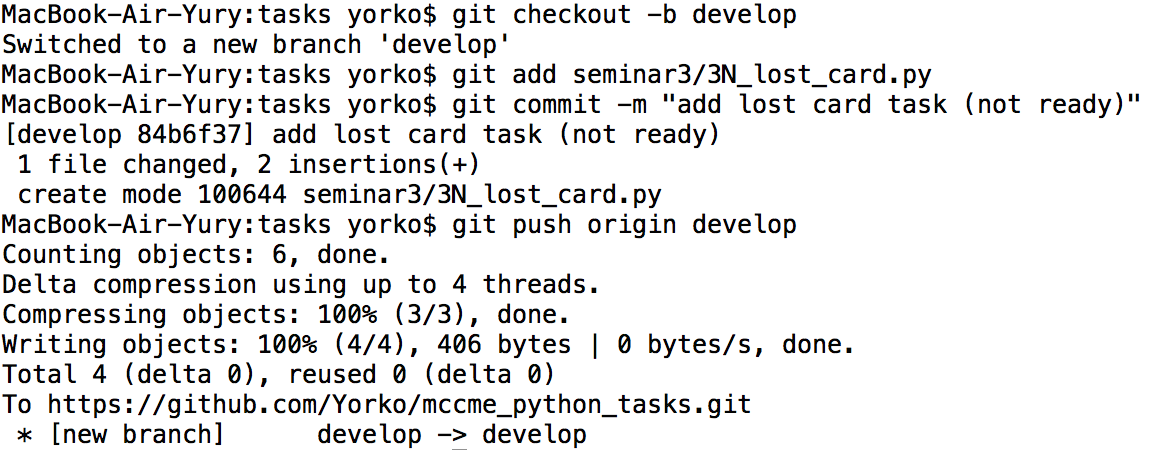 MacBook-Air-Yury:tasks yorko$ git checkout -b develop
Switched to a new branch 'develop'
MacBook-Air-Yury:tasks yorko$ git add seminar3/3N_lost_card.py
MacBook-Air-Yury:tasks yorko$ git commit -m "add lost card task (not ready)"
[develop 84b6f37] add lost card task (not ready)
 1 file changed, 2 insertions(+)
 create mode 100644 seminar3/3N_lost_card.py
MacBook-Air-Yury:tasks yorko$ git push origin develop
Counting objects: 6, done.
Delta compression using up to 4 threads.
Compressing objects: 100% (3/3), done.
Writing objects: 100% (4/4), 406 bytes | 0 bytes/s, done.
Total 4 (delta 0), reused 0 (delta 0)
To https://github.com/Yorko/mccme_python_tasks.git
 * [new branch]      develop -> develop